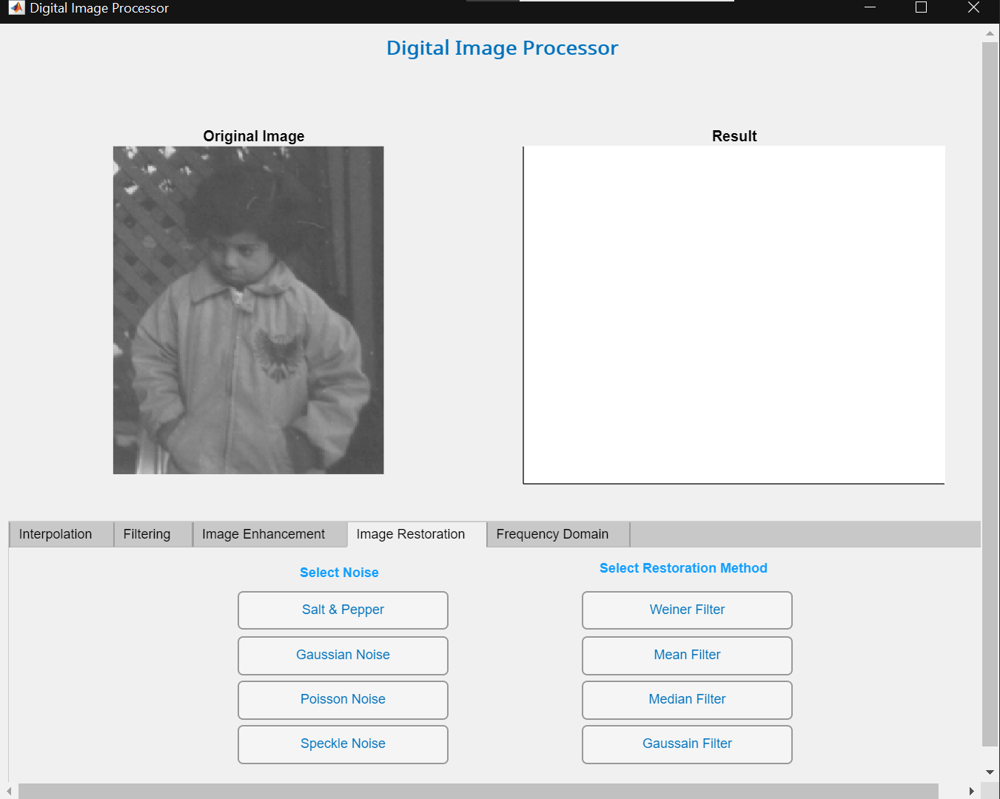 Digital Image Processor
Digital Image Processor
Original Image
Result
Interpolation
Filtering
Image Enhancement
Image Restoration
Frequency Domain
Select Noise
Select Restoration Method
Salt & Pepper
Weiner Filter
Gaussian Noise
Mean Filter
Poisson Noise
Median Filter
Speckle Noise
Gaussain Filter